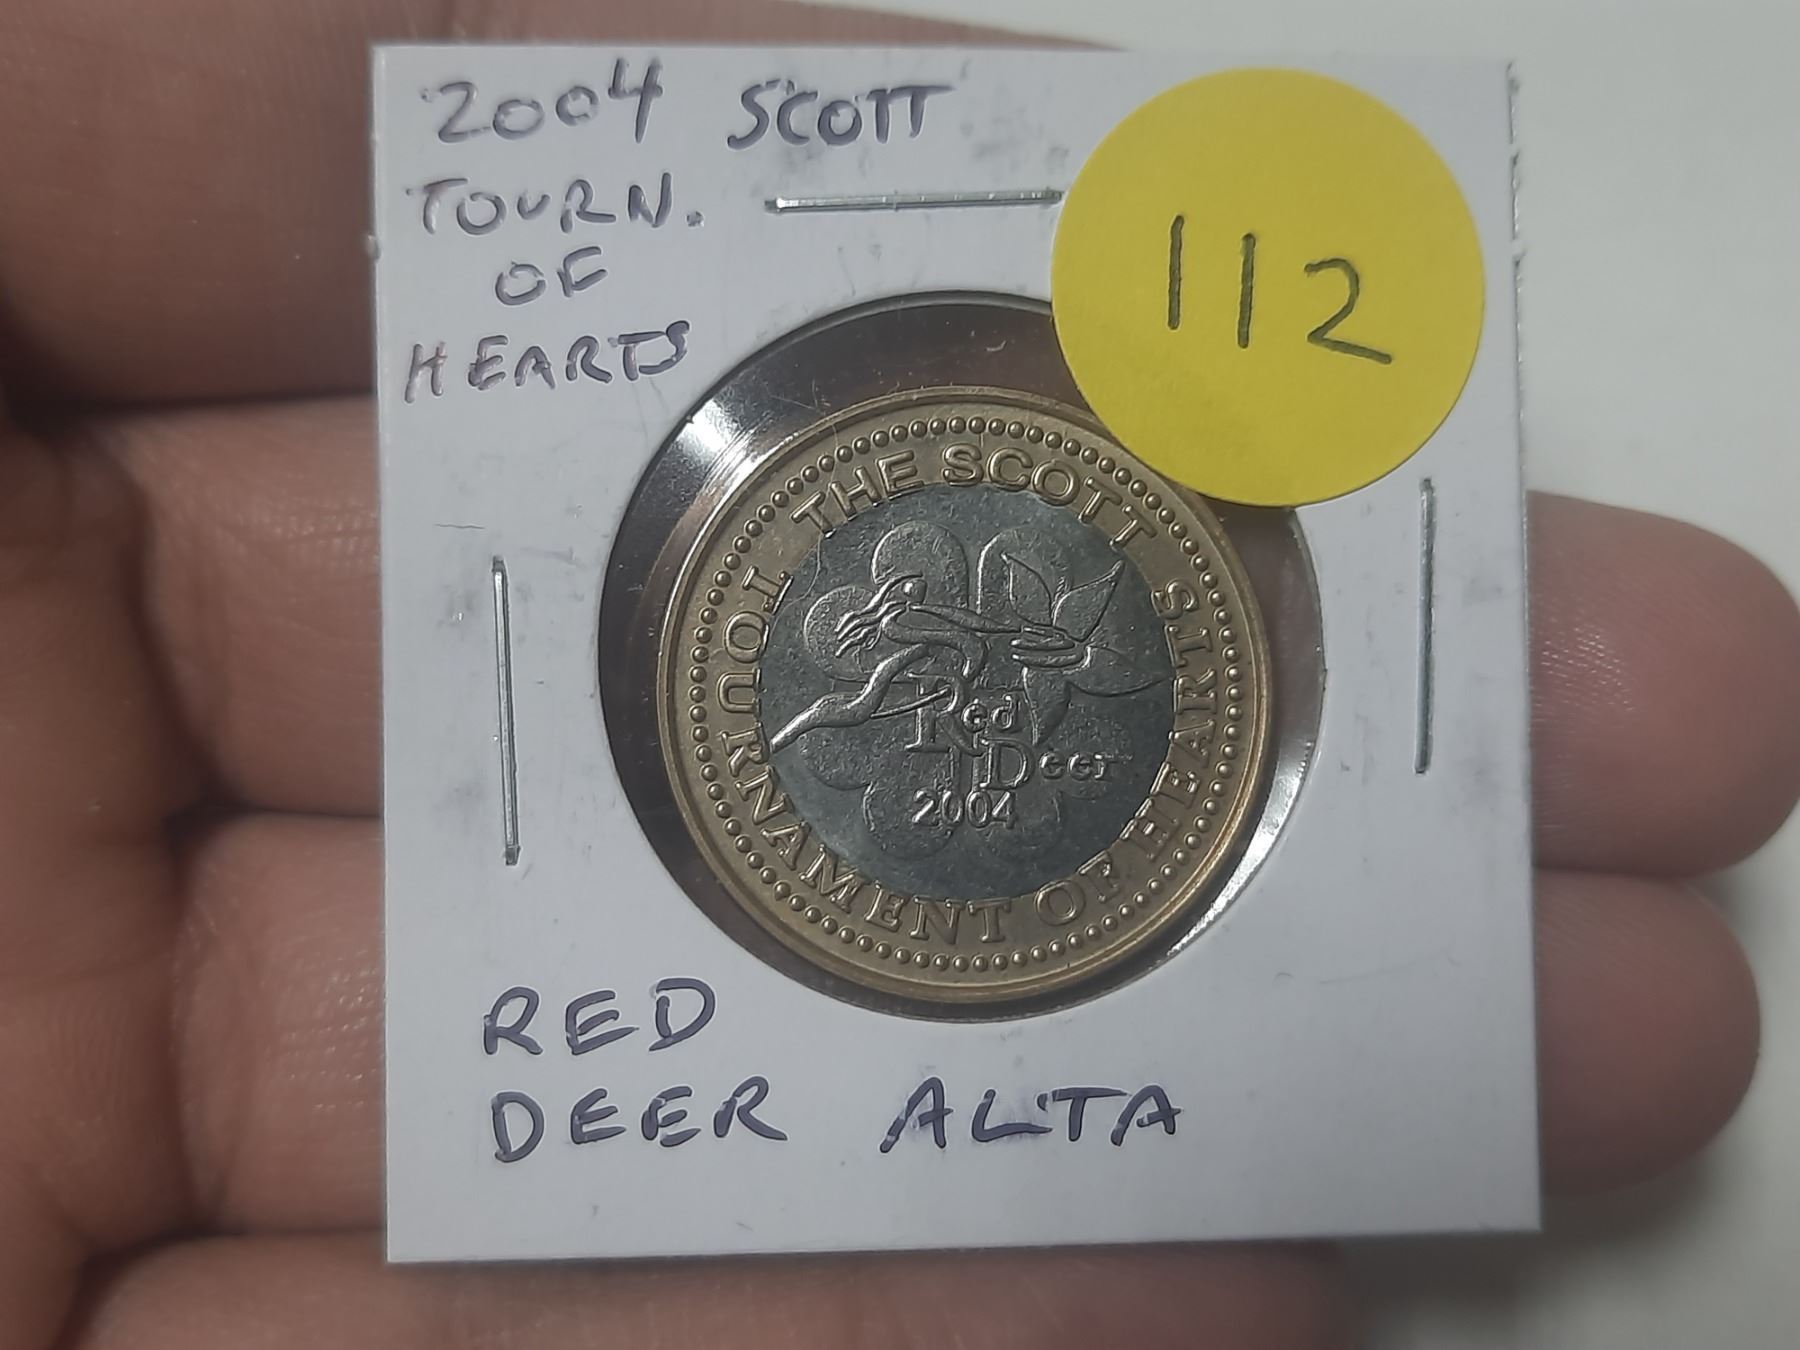 2004 SCOTT
TOURN.
OF
HEARTS
112
THE SCOTT
TOURNAMENT OF HEARTS
Red
Deer
2004
RED
DEER ALTA